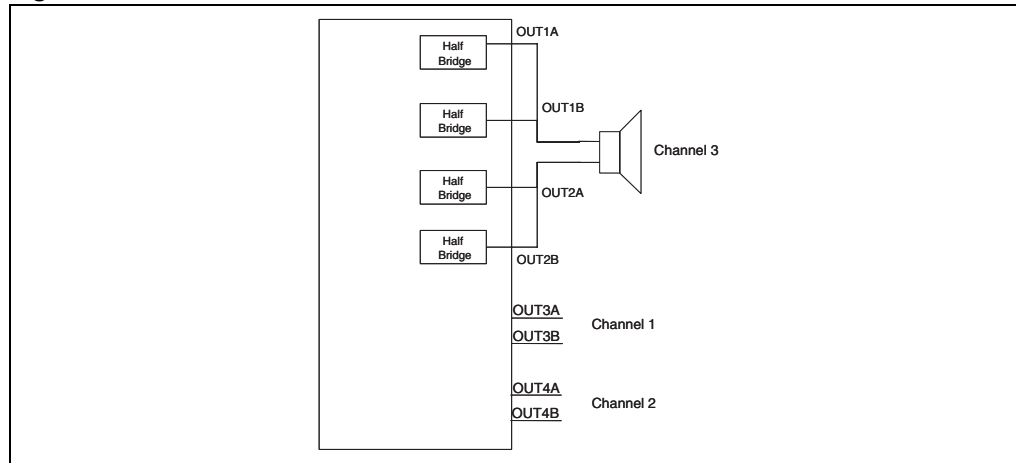 OUT1A
Half
Bridge
OUT1B
Half
Bridge
Channel 3
Half
Bridge
OUT2A
Half
Bridge
OUT2B
OUT3A
Channel 1
OUT3B
OUT4A
Channel 2
OUT4B